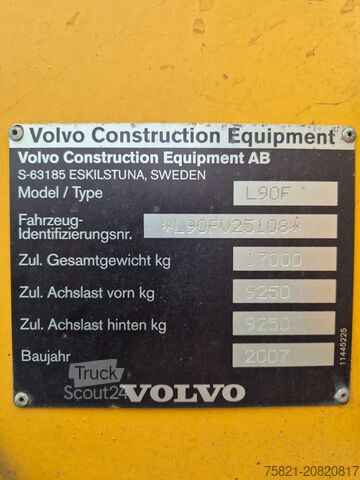 Volvo Construction Equipment
Volvo Construction Equipment AB
S-63185 ESKILSTUNA, SWEDEN
Model / Type L90F
Fahrzeug-
Identifizierungsnr. *L90FV25108*
Zul. Gesamtgewicht kg 17000
Zul. Achslast vorn kg 9250
Zul. Achslast hinten kg 9250
Baujahr 2007
11445225
Truck
Scout24
VOLVO
75821-20820817